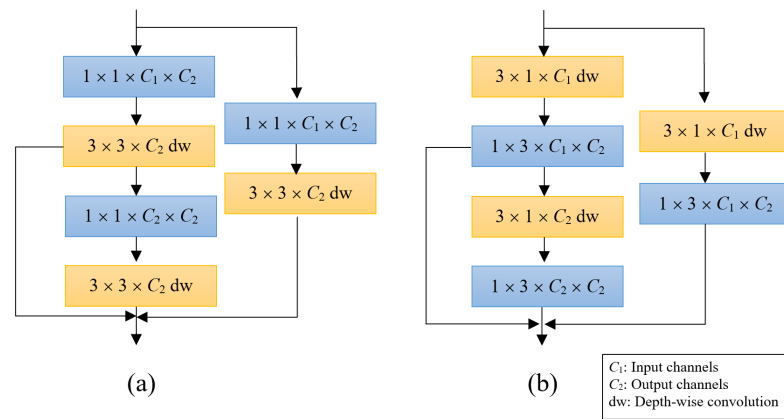 1 × 1 × C₁ × C₂
3 × 3 × C₂ dw
1 × 1 × C₂ × C₂
3 × 3 × C₂ dw
1 × 1 × C₁ × C₂
3 × 3 × C₂ dw
(a)
3 × 1 × C₁ dw
1 × 3 × C₁ × C₂
3 × 1 × C₂ dw
1 × 3 × C₂ × C₂
3 × 1 × C₁ dw
1 × 3 × C₁ × C₂
(b)
C₁: Input channels
C₂: Output channels
dw: Depth-wise convolution